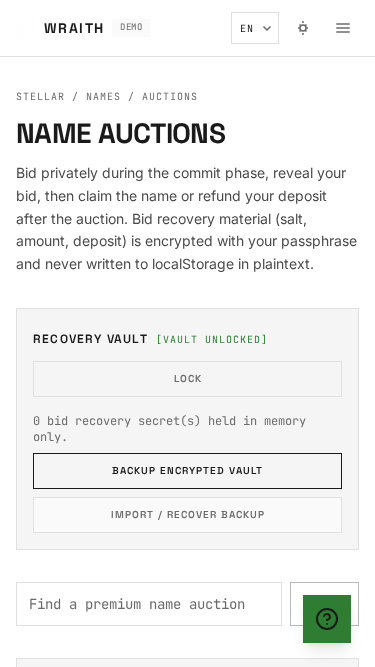 WRAITH DEMO EN
STELLAR / NAMES / AUCTIONS
NAME AUCTIONS
Bid privately during the commit phase, reveal your
bid, then claim the name or refund your deposit
after the auction. Bid recovery material (salt,
amount, deposit) is encrypted with your passphrase
and never written to localStorage in plaintext.
RECOVERY VAULT [VAULT UNLOCKED]
LOCK
0 bid recovery secret(s) held in memory
only.
BACKUP ENCRYPTED VAULT
IMPORT / RECOVER BACKUP
Find a premium name auction